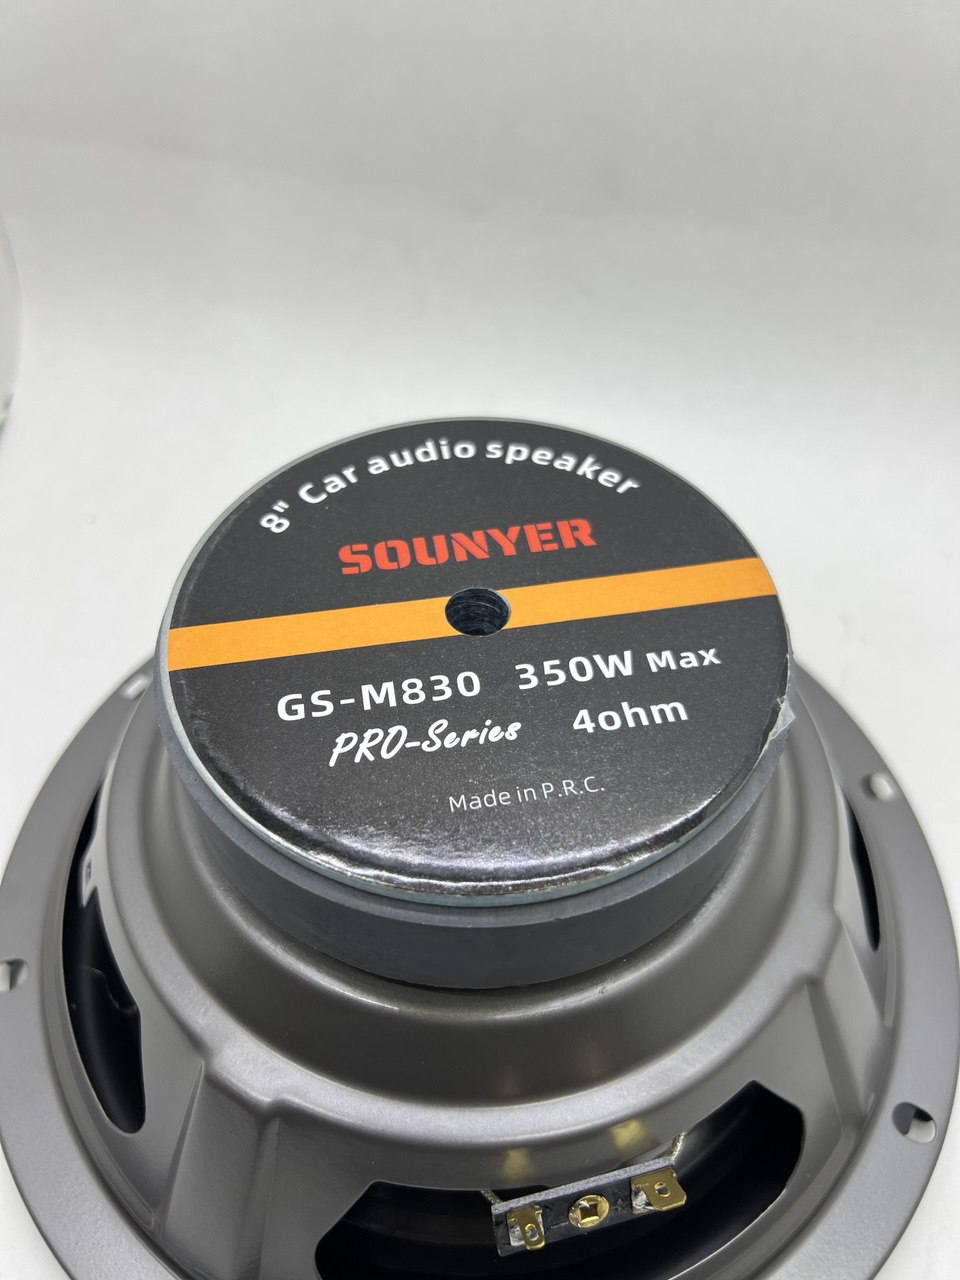 8" Car audio speaker
SOUNYER
GS-M830 350W Max
PRO-Series 4ohm
Made in P.R.C.